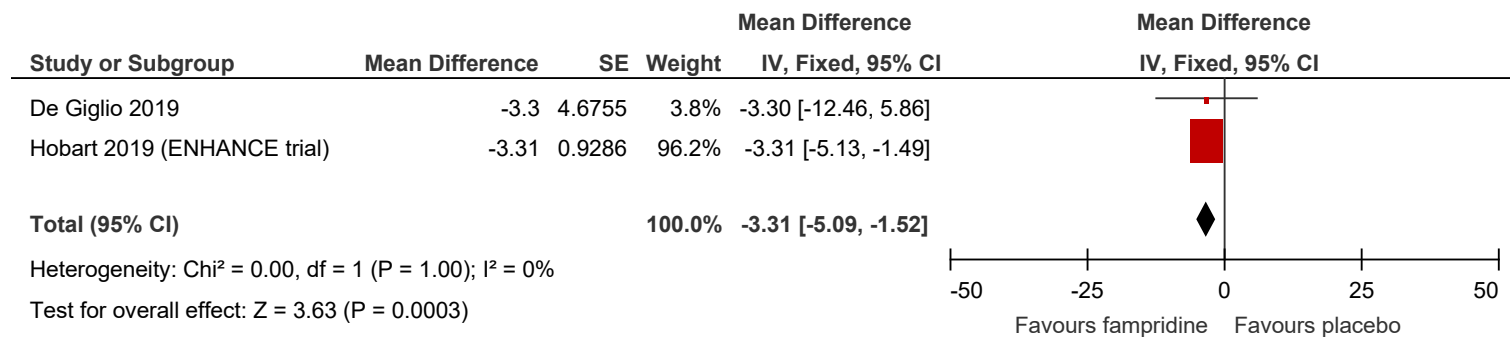 Mean Difference Mean Difference
Study or Subgroup Mean Difference SE Weight IV, Fixed, 95% CI IV, Fixed, 95% CI
De Giglio 2019 -3.3 4.6755 3.8% -3.30 [-12.46, 5.86]
Hobart 2019 (ENHANCE trial) -3.31 0.9286 96.2% -3.31 [-5.13, -1.49]
Total (95% CI) 100.0% -3.31 [-5.09, -1.52]
Heterogeneity: Chi² = 0.00, df = 1 (P = 1.00); I² = 0%
Test for overall effect: Z = 3.63 (P = 0.0003)
-50 -25 0 25 50
Favours fampridine Favours placebo